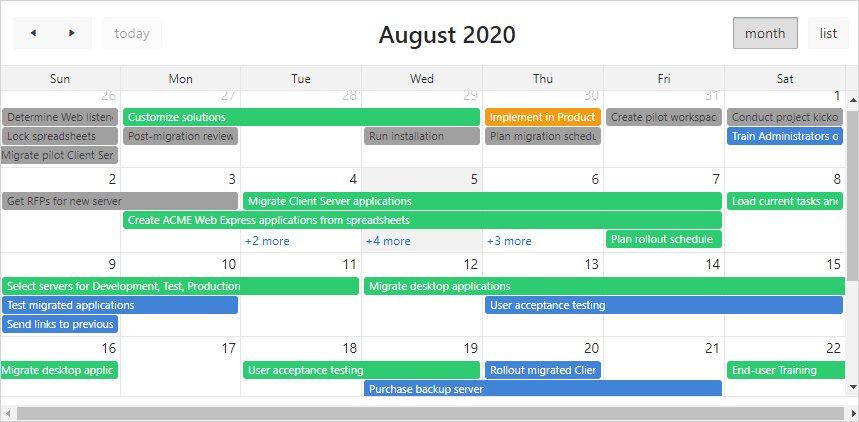 today
August 2020
month
list
Sun Mon Tue Wed Thu Fri Sat
26 27 28 29 30 31 1
Determine Web listen
Customize solutions
Implement in Product
Create pilot workspac
Conduct project kicko
Lock spreadsheets
Post-migration review
Run installation
Plan migration schedu
Train Administrators o
Migrate pilot Client Ser
2 3 4 5 6 7 8
Get RFPs for new server
Migrate Client Server applications
Load current tasks and
Create ACME Web Express applications from spreadsheets
+2 more
+4 more
+3 more
Plan rollout schedule
9 10 11 12 13 14 15
Select servers for Development, Test, Production
Migrate desktop applications
Test migrated applications
User acceptance testing
Send links to previous
16 17 18 19 20 21 22
Migrate desktop applic
User acceptance testing
Rollout migrated Clien
End-user Training
Purchase backup server